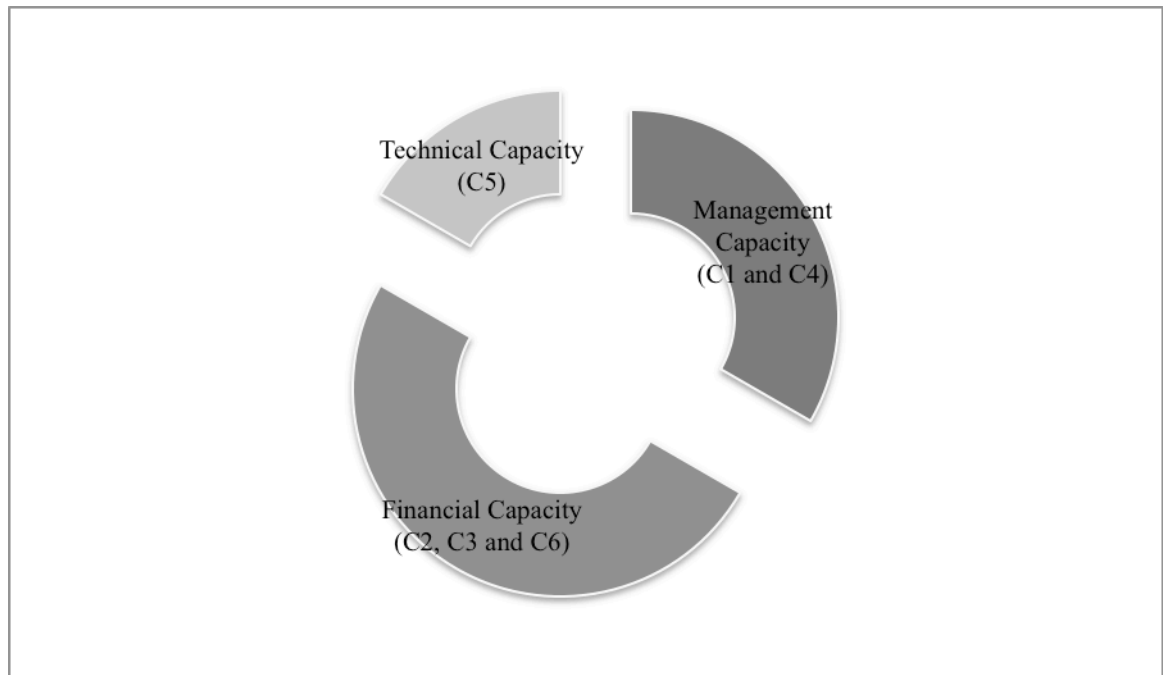 Technical Capacity
(C5)
Management
Capacity
(C1 and C4)
Financial Capacity
(C2, C3 and C6)